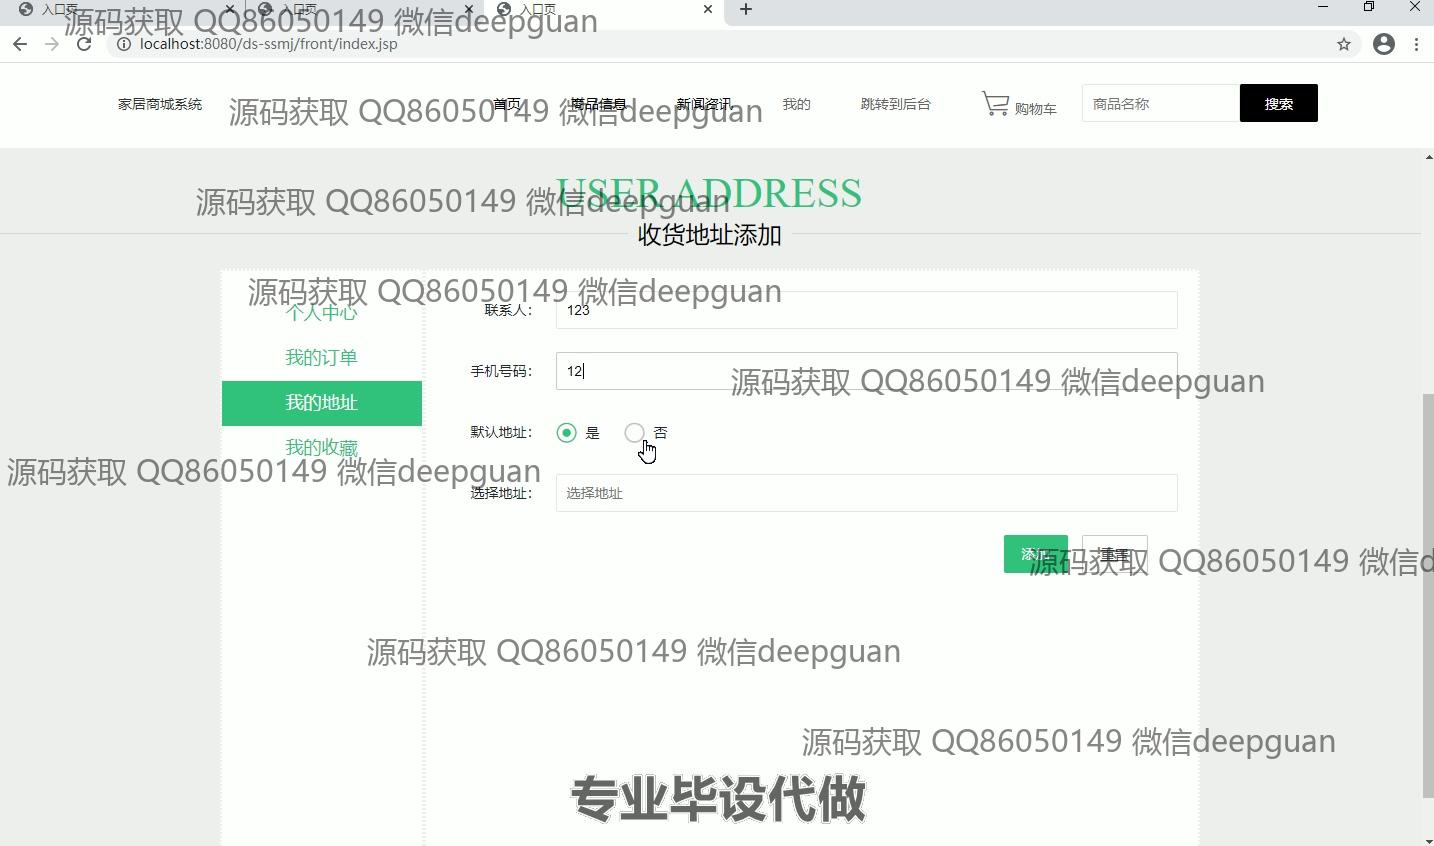 入口页
入口页
入口页
源码获取 QQ86050149 微信deepguan
localhost:8080/ds-ssmj/front/index.jsp
家居商城系统
首页
商品信息
新闻资讯
我的
跳转到后台
购物车
商品名称
搜索
源码获取 QQ86050149 微信deepguan
USER ADDRESS
源码获取 QQ86050149 微信deepguan
收货地址添加
源码获取 QQ86050149 微信deepguan
个人中心
联系人:
123
我的订单
手机号码:
12
源码获取 QQ86050149 微信deepguan
我的地址
默认地址:
是
否
我的收藏
源码获取 QQ86050149 微信deepguan
选择地址:
选择地址
添加
重置
源码获取 QQ86050149 微信d
源码获取 QQ86050149 微信deepguan
源码获取 QQ86050149 微信deepguan
专业毕设代做